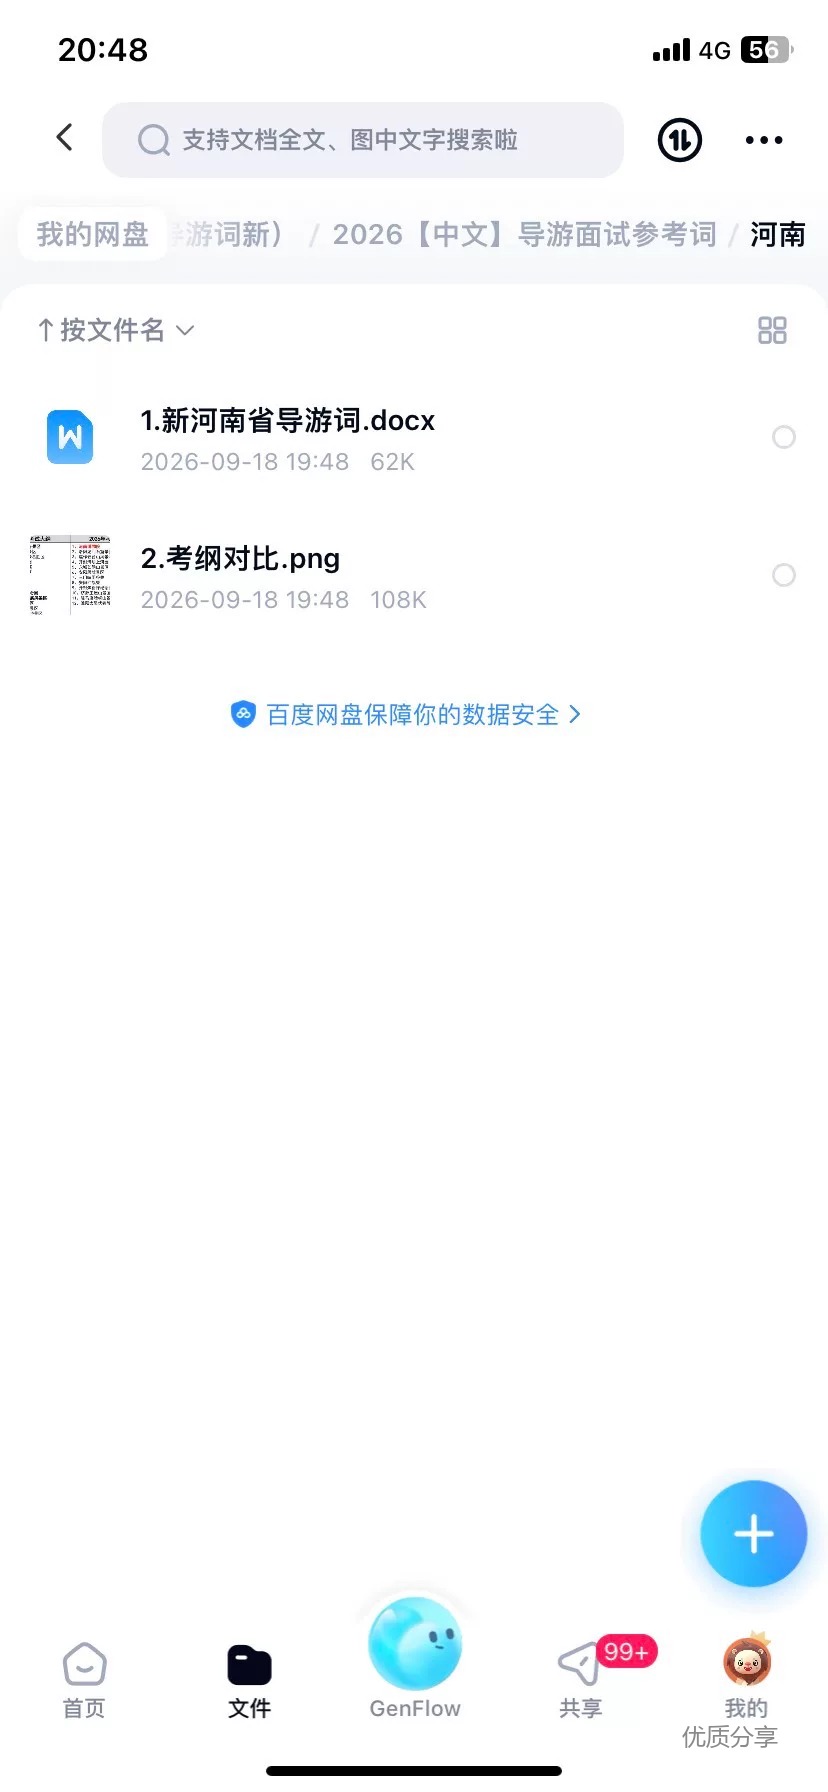 20:48
4G 56
支持文档全文、图中文字搜索啦
我的网盘 导游词新） / 2026【中文】导游面试参考词 / 河南
↑按文件名
1.新河南省导游词.docx
2026-09-18 19:48 62K
2.考纲对比.png
2026-09-18 19:48 108K
百度网盘保障你的数据安全
99+
首页 文件 GenFlow 共享 我的
优质分享